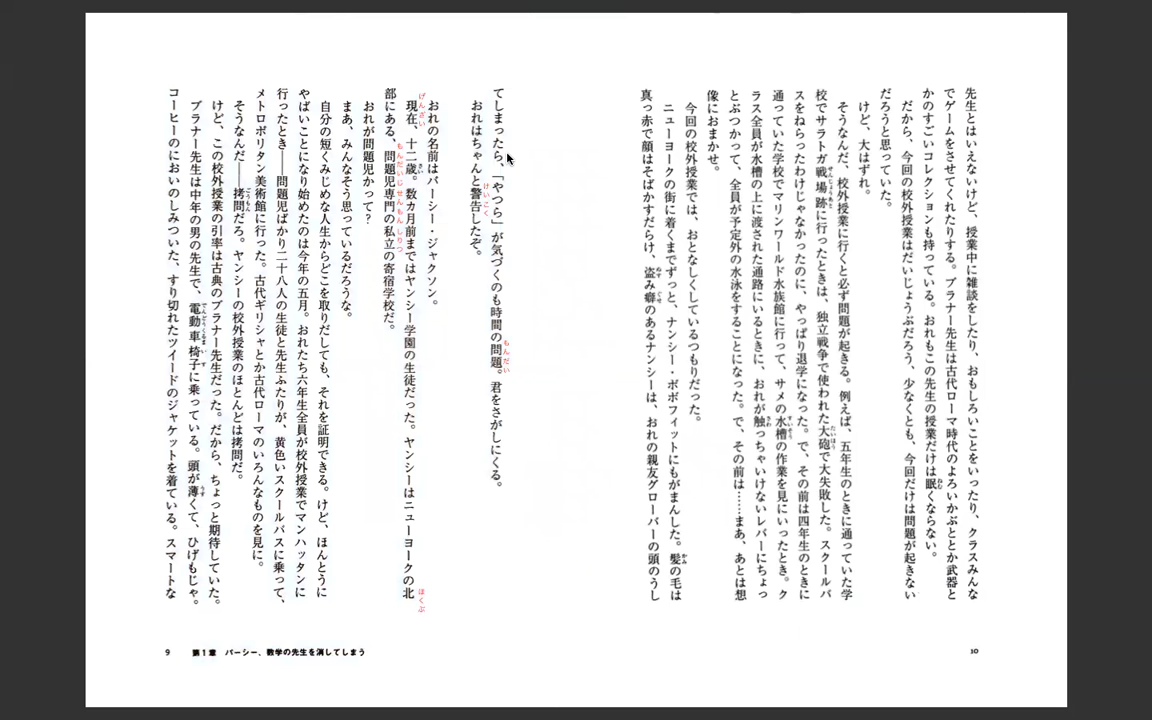 てしまったら、「やつら」が気づくのも時間の問題。君をさがしにくる。
おれはちゃんと警告したぞ。
おれの名前はパーシー・ジャクソン。
現在、十二歳。数カ月前まではヤンシー学園の生徒だった。ヤンシーはニューヨークの北
部にある、問題児専門の私立の寄宿学校だ。
おれが問題児かって？
まあ、みんなそう思っているだろうな。
自分の短くみじめな人生からどこを取りだしても、それを証明できる。けど、ほんとうに
やばいことになり始めたのは今年の五月。おれたち六年生全員が校外授業でマンハッタンに
行ったとき――問題児ばかり二十八人の生徒と先生ふたりが、黄色いスクールバスに乗って、
メトロポリタン美術館に行った。古代ギリシャとか古代ローマのいろんなものを見に。
そうなんだ――拷問だろ。ヤンシーの校外授業のほとんどは拷問だ。
けど、この校外授業の引率は古典のブラナー先生だった。だから、ちょっと期待していた。
ブラナー先生は中年の男の先生で、電動車椅子に乗っている。頭が薄くて、ひげもじゃ。
コーヒーのにおいのしみついた、すり切れたツイードのジャケットを着ている。スマートな
9 第1章 パーシー、数学の先生を消してしまう
先生とはいえないけど、授業中に雑談をしたり、おもしろいことをいったり、クラスみんな
でゲームをさせてくれたりする。ブラナー先生は古代ローマ時代のよろいかぶととか武器と
かのすごいコレクションも持っている。おれもこの先生の授業だけは眠くならない。
だから、今回の校外授業はだいじょうぶだろう、少なくとも、今回だけは問題が起きない
だろうと思っていた。
けど、大はずれ。
そうなんだ、校外授業に行くと必ず問題が起きる。例えば、五年生のときに通っていた学
校でサラトガ戦場跡に行ったときは、独立戦争で使われた大砲で大失敗した。スクールバ
スをねらったわけじゃなかったのに、やっぱり退学になった。で、その前は四年生のときに
通っていた学校でマリンワールド水族館に行って、サメの水槽の作業を見にいったとき。ク
ラス全員が水槽の上に渡された通路にいるときに、おれが触っちゃいけないレバーにちょっ
とぶつかって、全員が予定外の水泳をすることになった。で、その前は……まあ、あとは想
像におまかせ。
今回の校外授業では、おとなしくしているつもりだった。
ニューヨークの街に着くまでずっと、ナンシー・ボボフィットにもがまんした。髪の毛は
真っ赤で顔はそばかすだらけ、盗み癖のあるナンシーは、おれの親友グローバーの頭のうし
10